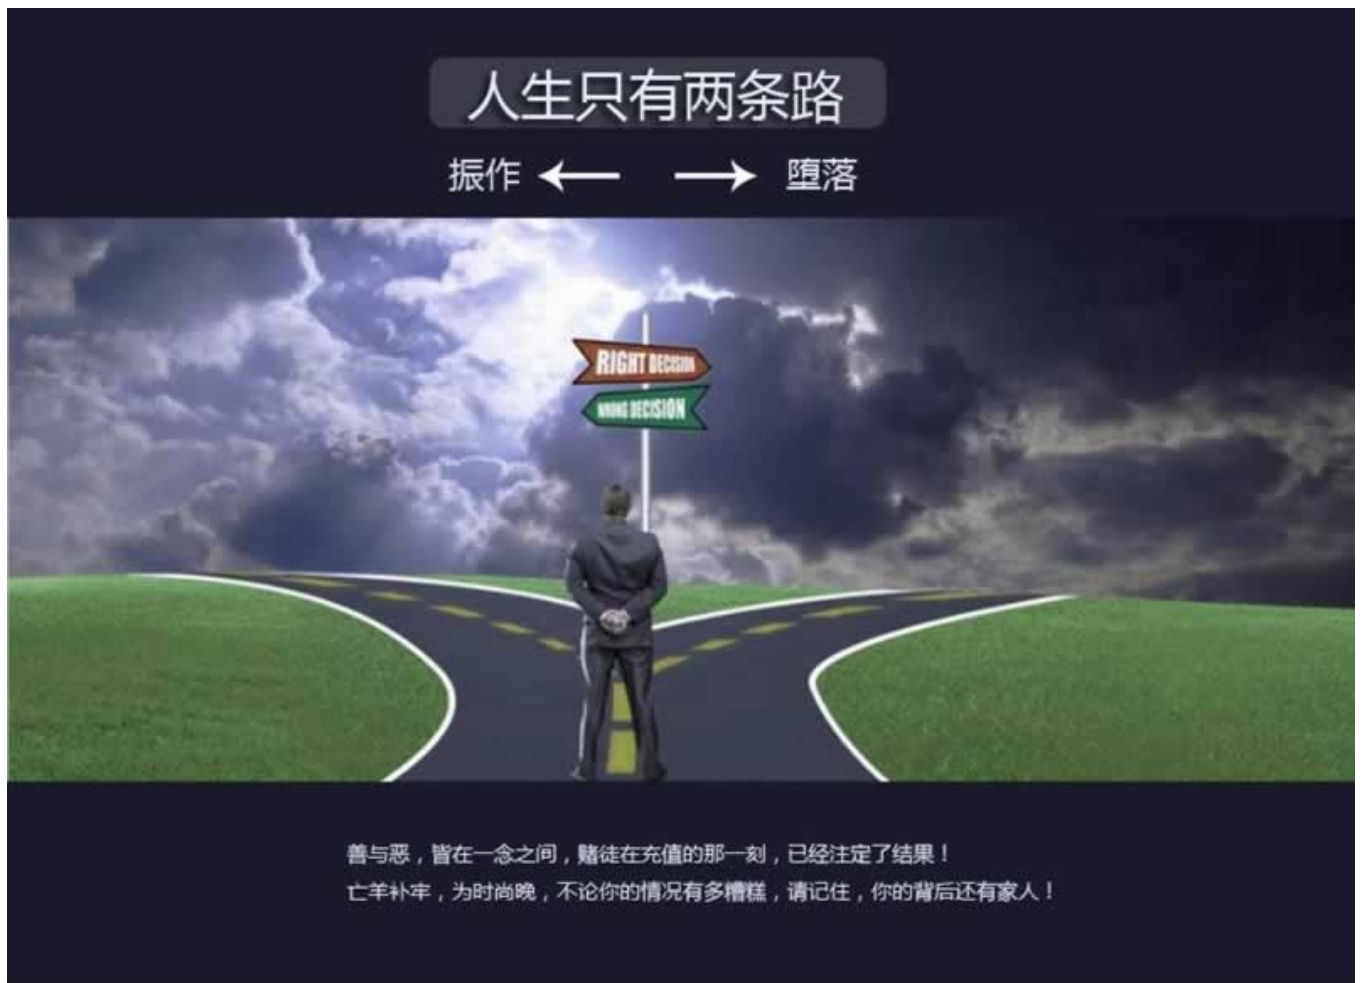 人生只有两条路
振作 堕落
RIGHT DECISION
WRONG DECISION
善与恶，皆在一念之间，赌徒在充值的那一刻，已经注定了结果！
亡羊补牢，为时尚晚，不论你的情况有多糟糕，请记住，你的背后还有家人！